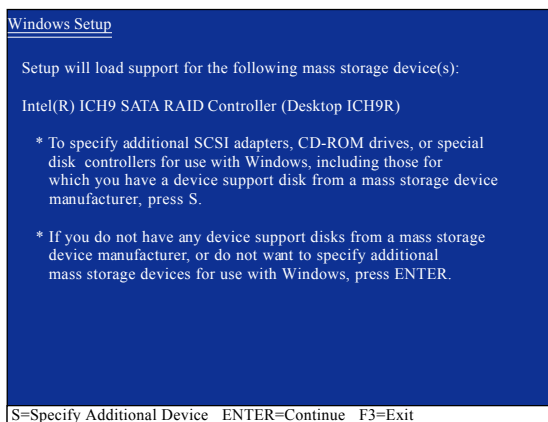 Windows Setup
Setup will load support for the following mass storage device(s):
Intel(R) ICH9 SATA RAID Controller (Desktop ICH9R)
* To specify additional SCSI adapters, CD-ROM drives, or special
disk controllers for use with Windows, including those for
which you have a device support disk from a mass storage device
manufacturer, press S.
* If you do not have any device support disks from a mass storage
device manufacturer, or do not want to specify additional
mass storage devices for use with Windows, press ENTER.
S=Specify Additional Device ENTER=Continue F3=Exit